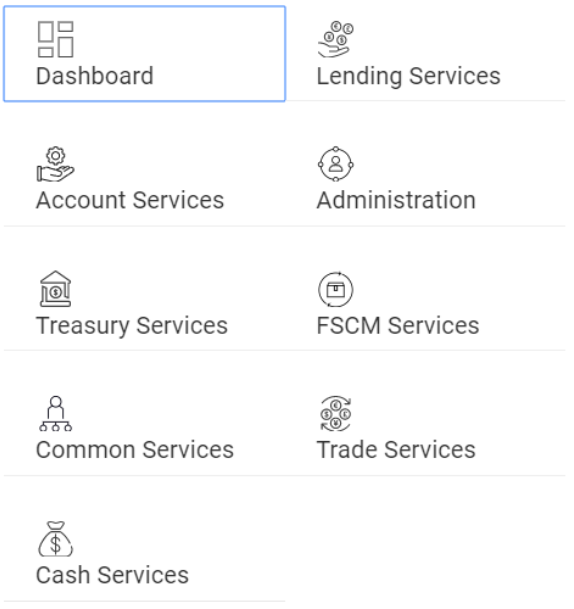 Dashboard
Lending Services
Account Services
Administration
Treasury Services
FSCM Services
Common Services
Trade Services
Cash Services